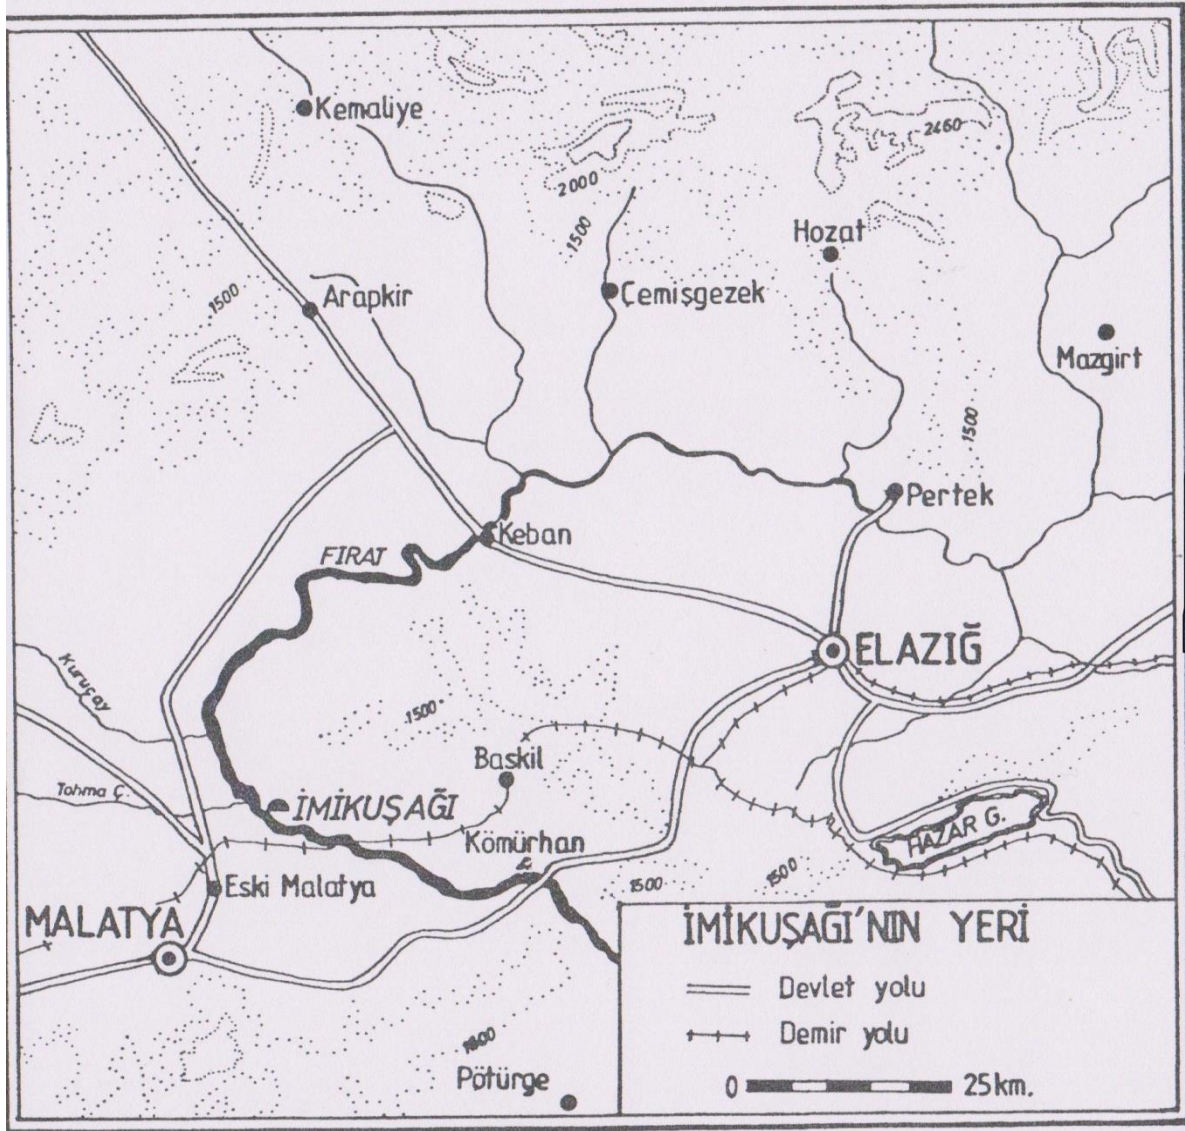 Kemaliye
2460
2000
1500
Hozat
1500
Arapkir
Çemişgezek
Mazgirt
1500
Pertek
Keban
FIRAT
ELAZIĞ
Kuruçay
1500
Baskil
Tohma Ç.
İMİKUŞAĞI
HAZAR G.
Kömürhan
Eski Malatya
1500
1500
MALATYA
1800
Pötürge
İMİKUŞAĞI'NIN YERİ
Devlet yolu
Demir yolu
0 25km.